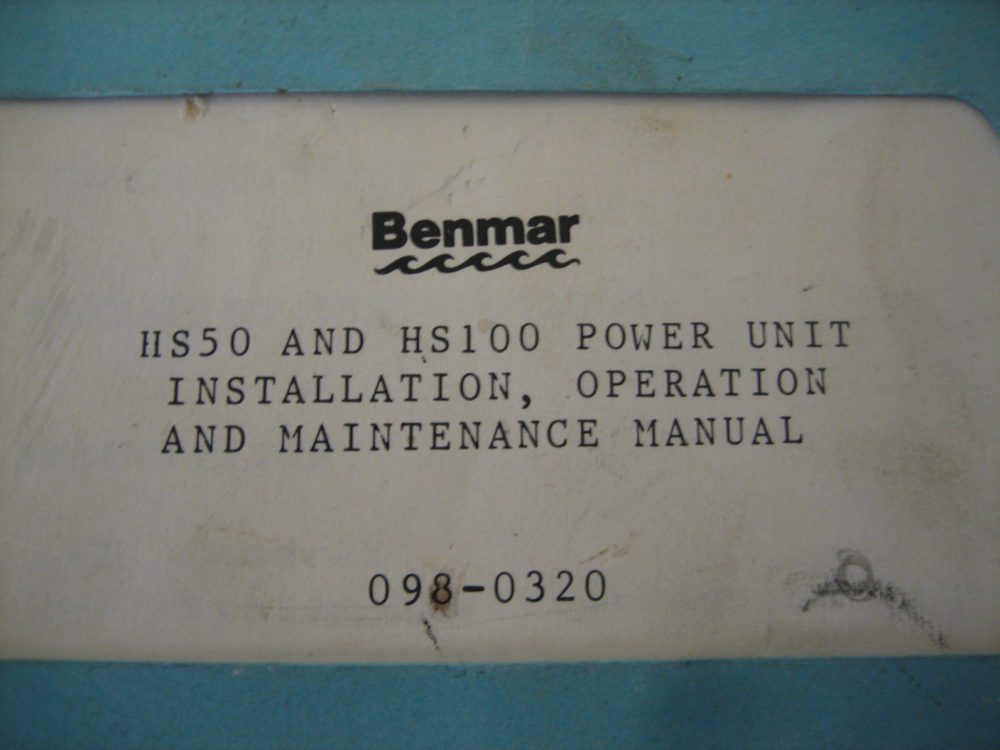 Benmar
HS50 AND HS100 POWER UNIT
INSTALLATION, OPERATION
AND MAINTENANCE MANUAL
098-0320